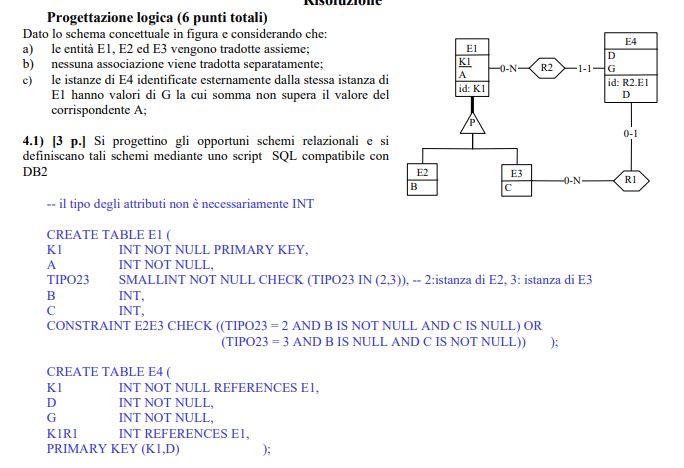 Risoluzione
Progettazione logica (6 punti totali)
Dato lo schema concettuale in figura e considerando che:
a) le entità E1, E2 ed E3 vengono tradotte assieme;
b) nessuna associazione viene tradotta separatamente;
c) le istanze di E4 identificate esternamente dalla stessa istanza di
E1 hanno valori di G la cui somma non supera il valore del
corrispondente A;
4.1) [3 p.] Si progettino gli opportuni schemi relazionali e si
definiscano tali schemi mediante uno script SQL compatibile con
DB2
E1
K1
A
id: K1
0-N
R2
1-1
E4
D
G
id: R2.E1
D
P
0-1
E2
B
E3
C
0-N
R1
-- il tipo degli attributi non è necessariamente INT
CREATE TABLE E1 (
K1 INT NOT NULL PRIMARY KEY,
A INT NOT NULL,
TIPO23 SMALLINT NOT NULL CHECK (TIPO23 IN (2,3)), -- 2:istanza di E2, 3: istanza di E3
B INT,
C INT,
CONSTRAINT E2E3 CHECK ((TIPO23 = 2 AND B IS NOT NULL AND C IS NULL) OR
(TIPO23 = 3 AND B IS NULL AND C IS NOT NULL)) );
CREATE TABLE E4 (
K1 INT NOT NULL REFERENCES E1,
D INT NOT NULL,
G INT NOT NULL,
K1R1 INT REFERENCES E1,
PRIMARY KEY (K1,D) );